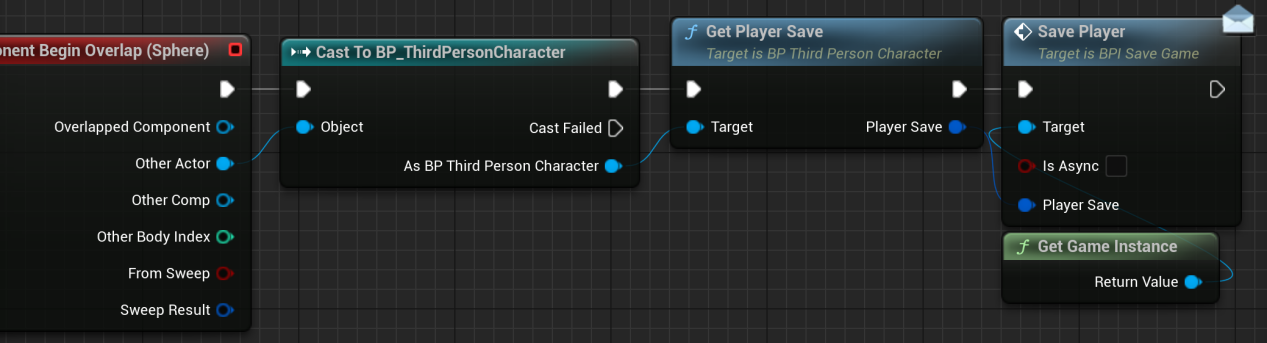 nent Begin Overlap (Sphere)
Overlapped Component
Other Actor
Other Comp
Other Body Index
From Sweep
Sweep Result
Cast To BP_ThirdPersonCharacter
Object
Cast Failed
As BP Third Person Character
f Get Player Save
Target is BP Third Person Character
Target
Player Save
Save Player
Target is BPI Save Game
Target
Is Async
Player Save
f Get Game Instance
Return Value